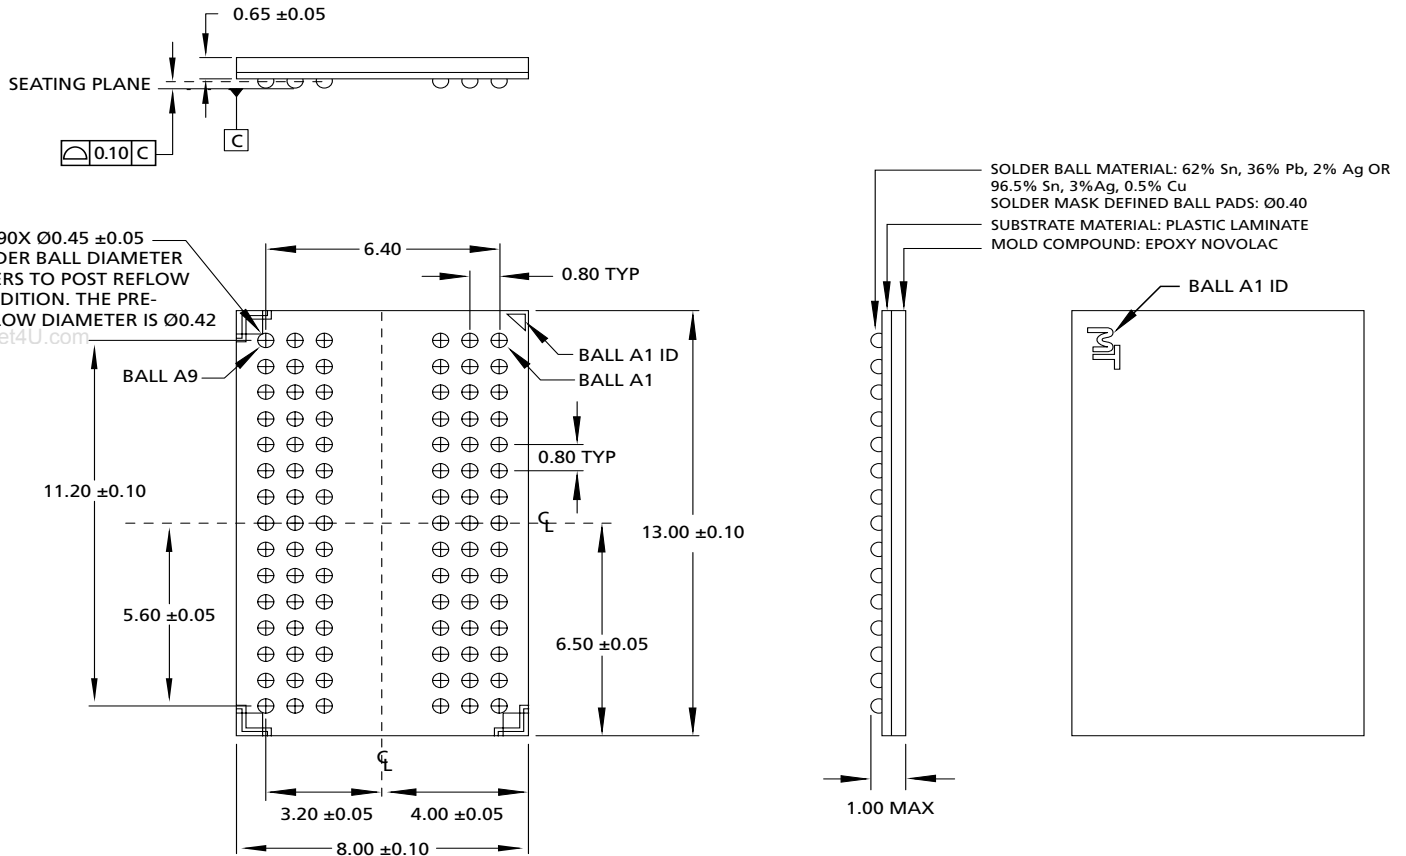 0.65 ±0.05
SEATING PLANE
C
0.10 C
SOLDER BALL MATERIAL: 62% Sn, 36% Pb, 2% Ag OR
96.5% Sn, 3%Ag, 0.5% Cu
SOLDER MASK DEFINED BALL PADS: Ø0.40
SUBSTRATE MATERIAL: PLASTIC LAMINATE
MOLD COMPOUND: EPOXY NOVOLAC
90X Ø0.45 ±0.05
DER BALL DIAMETER
ERS TO POST REFLOW
DITION. THE PRE-
LOW DIAMETER IS Ø0.42
et4U.com
6.40
0.80 TYP
BALL A1 ID
BALL A1 ID
BALL A1
BALL A9
0.80 TYP
11.20 ±0.10
CL
13.00 ±0.10
5.60 ±0.05
6.50 ±0.05
CL
3.20 ±0.05
4.00 ±0.05
8.00 ±0.10
1.00 MAX